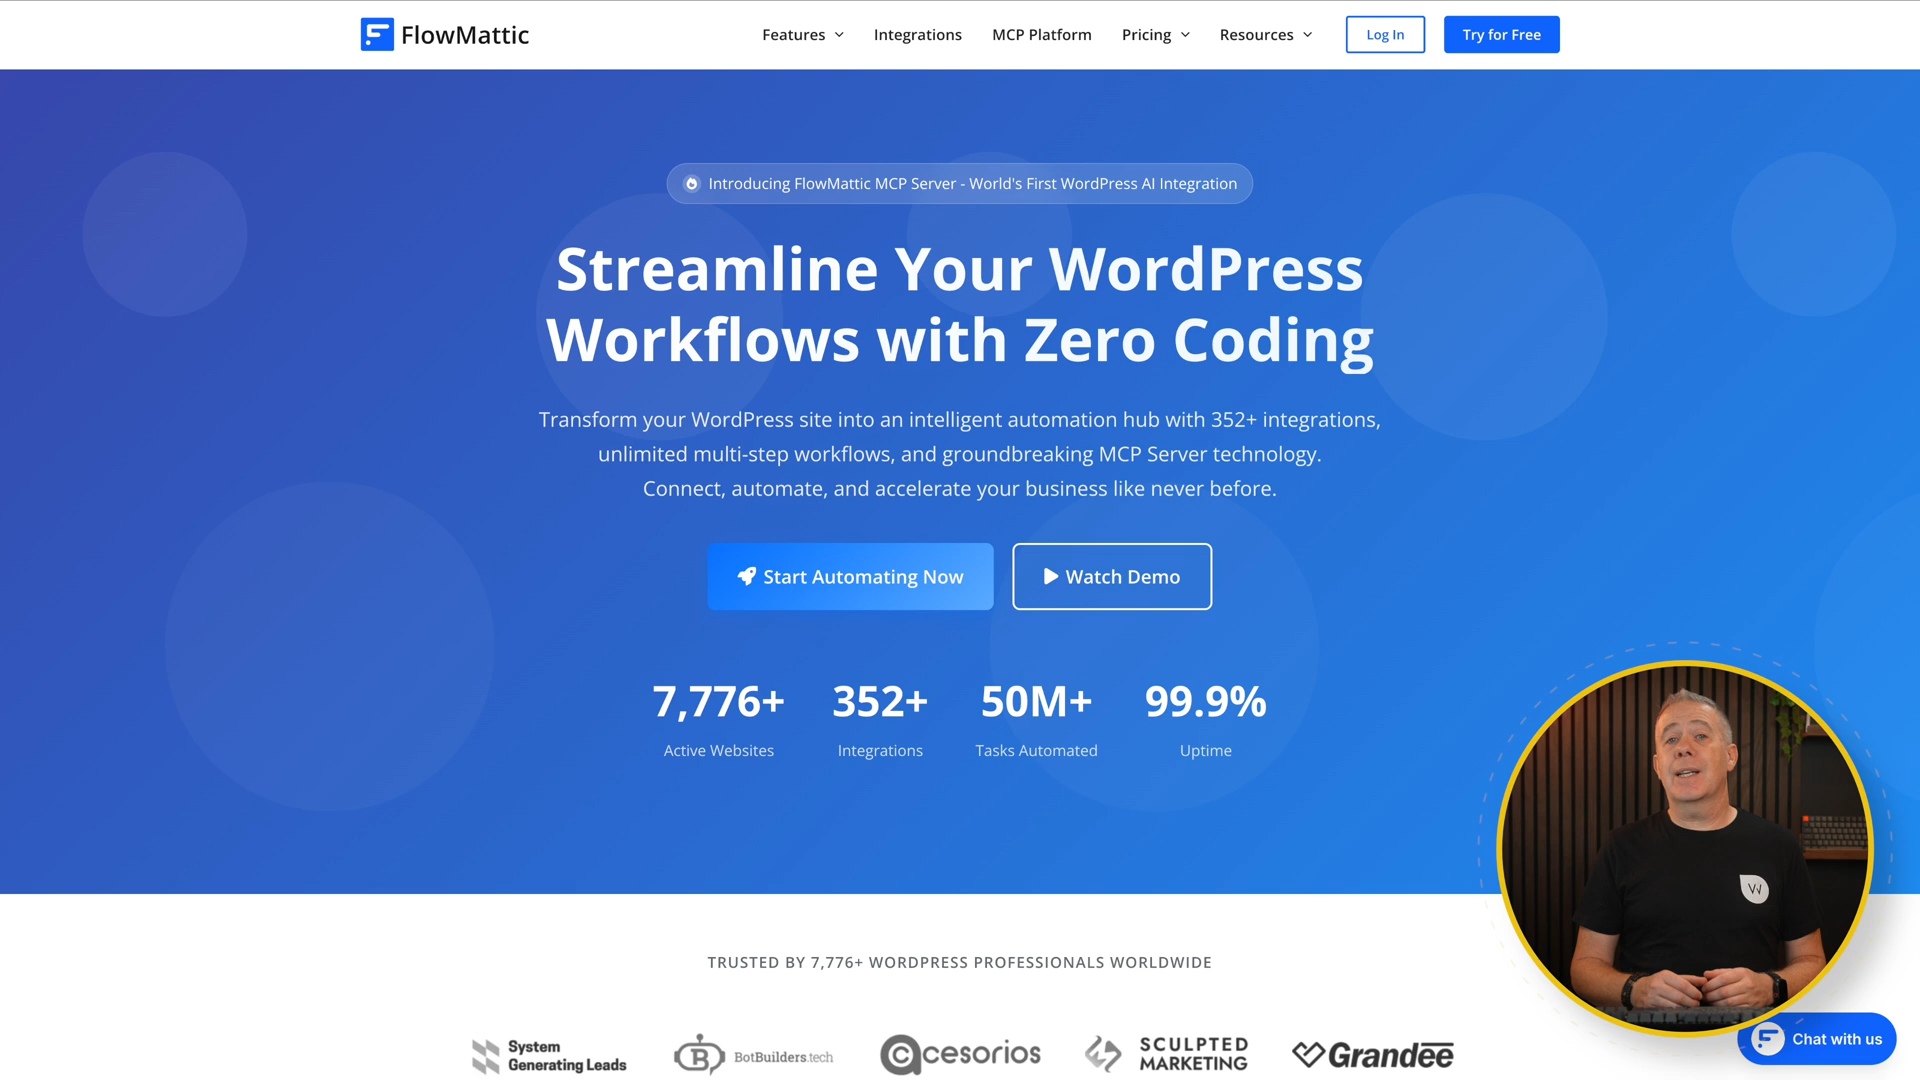 FlowMattic
Features
Integrations
MCP Platform
Pricing
Resources
Log In
Try for Free
Introducing FlowMattic MCP Server - World's First WordPress AI Integration
Streamline Your WordPress
Workflows with Zero Coding
Transform your WordPress site into an intelligent automation hub with 352+ integrations,
unlimited multi-step workflows, and groundbreaking MCP Server technology.
Connect, automate, and accelerate your business like never before.
Start Automating Now
Watch Demo
7,776+
352+
50M+
99.9%
Active Websites
Integrations
Tasks Automated
Uptime
TRUSTED BY 7,776+ WORDPRESS PROFESSIONALS WORLDWIDE
System
Generating Leads
BotBuilders.tech
acesorios
SCULPTED
MARKETING
Grandēē
W
Chat with us